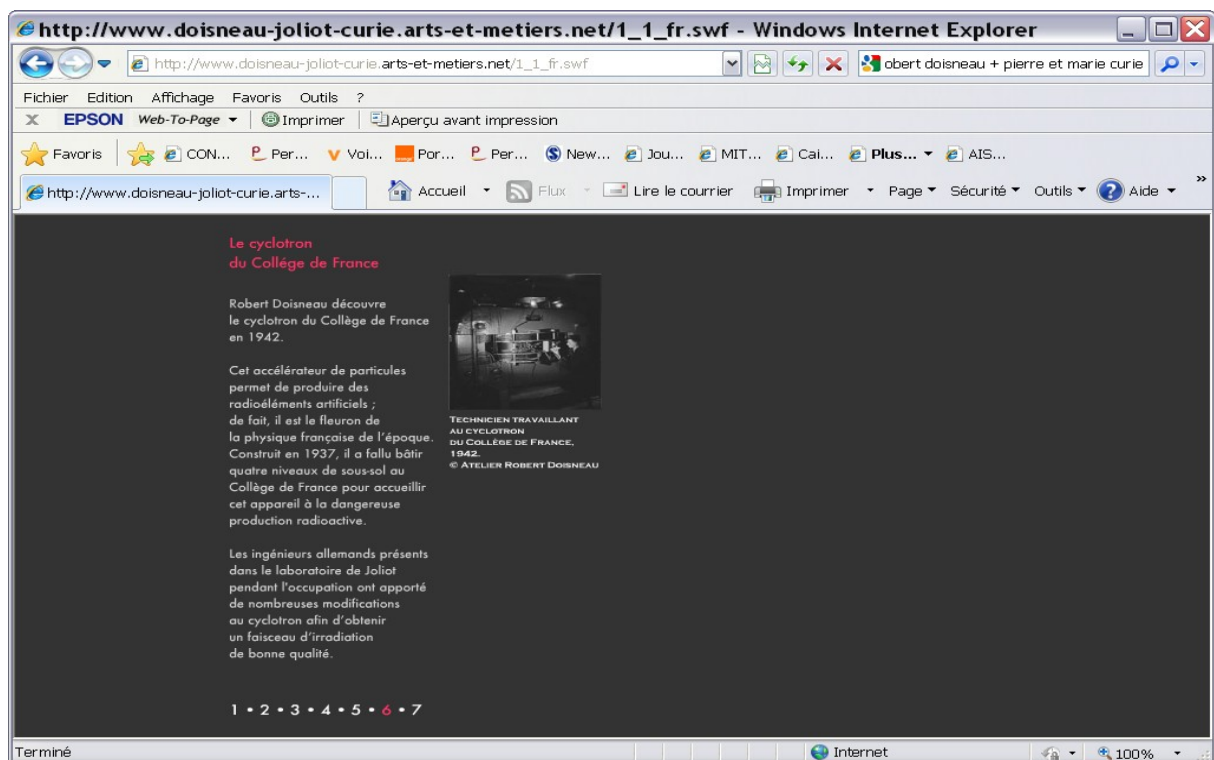 http://www.doisneau-joliot-curie.arts-et-metiers.net/1_1_fr.swf - Windows Internet Explorer
http://www.doisneau-joliot-curie.arts-et-metiers.net/1_1_fr.swf obert doisneau + pierre et marie curie
Fichier Edition Affichage Favoris Outils ?
X EPSON Web-To-Page Imprimer Aperçu avant impression
Favoris CON... Per... Voi... Por... Per... New... Jou... MIT... Cai... Plus... AIS...
http://www.doisneau-joliot-curie.arts-... Accueil Flux Lire le courrier Imprimer Page Sécurité Outils Aide »
Le cyclotron
du Collége de France
Robert Doisneau découvre
le cyclotron du Collège de France
en 1942.
Cet accélérateur de particules
permet de produire des
radioéléments artificiels ;
de fait, il est le fleuron de
la physique française de l'époque.
Construit en 1937, il a fallu bâtir
quatre niveaux de sous-sol au
Collège de France pour accueillir
cet appareil à la dangereuse
production radioactive.
Les ingénieurs allemands présents
dans le laboratoire de Joliot
pendant l'occupation ont apporté
de nombreuses modifications
au cyclotron afin d'obtenir
un faisceau d'irradiation
de bonne qualité.
TECHNICIEN TRAVAILLANT
AU CYCLOTRON
DU COLLÈGE DE FRANCE,
1942.
© ATELIER ROBERT DOISNEAU
1 • 2 • 3 • 4 • 5 • 6 • 7
Terminé Internet 100%